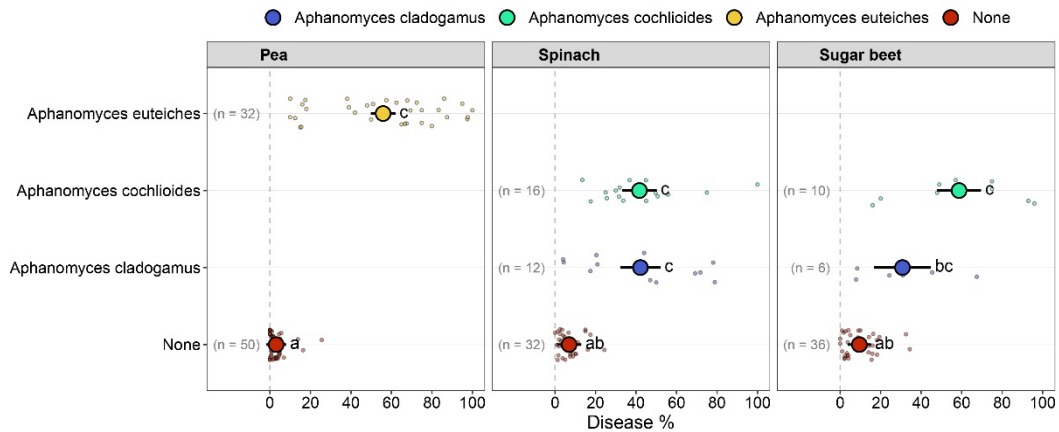 Aphanomyces cladogamus Aphanomyces cochlioides Aphanomyces euteiches None
Pea Spinach Sugar beet
Aphanomyces euteiches (n = 32) c
Aphanomyces cochlioides (n = 16) c (n = 10) c
Aphanomyces cladogamus (n = 12) c (n = 6) bc
None (n = 50) a (n = 32) ab (n = 36) ab
0 20 40 60 80 100 0 20 40 60 80 100 0 20 40 60 80 100
Disease %